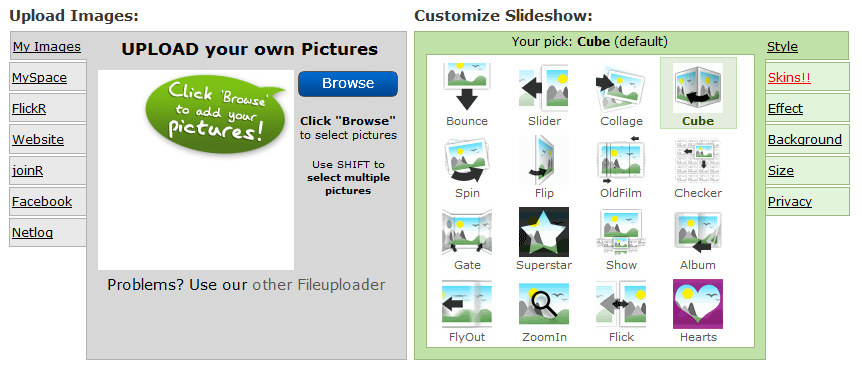 Upload Images:
My Images
MySpace
FlickR
Website
joinR
Facebook
Netlog
UPLOAD your own Pictures
Click 'Browse'
to add your
pictures!
Browse
Click "Browse"
to select pictures
Use SHIFT to
select multiple
pictures
Problems? Use our other Fileuploader
Customize Slideshow:
Your pick: Cube (default)
Bounce Slider Collage Cube
Spin Flip OldFilm Checker
Gate Superstar Show Album
FlyOut ZoomIn Flick Hearts
Style
Skins!!
Effect
Background
Size
Privacy